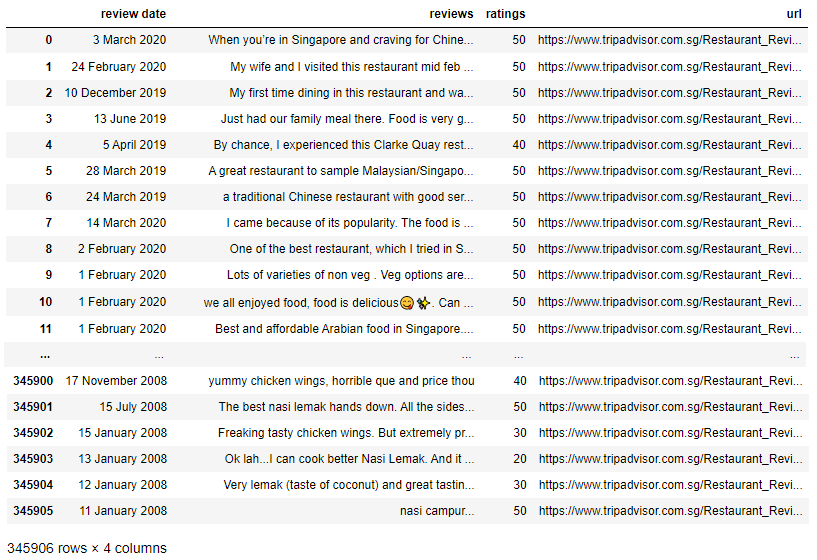 review date reviews ratings url
0 3 March 2020 When you're in Singapore and craving for Chine... 50 https://www.tripadvisor.com.sg/Restaurant_Revi...
1 24 February 2020 My wife and I visited this restaurant mid feb ... 50 https://www.tripadvisor.com.sg/Restaurant_Revi...
2 10 December 2019 My first time dining in this restaurant and wa... 50 https://www.tripadvisor.com.sg/Restaurant_Revi...
3 13 June 2019 Just had our family meal there. Food is very g... 50 https://www.tripadvisor.com.sg/Restaurant_Revi...
4 5 April 2019 By chance, I experienced this Clarke Quay rest... 40 https://www.tripadvisor.com.sg/Restaurant_Revi...
5 28 March 2019 A great restaurant to sample Malaysian/Singapo... 50 https://www.tripadvisor.com.sg/Restaurant_Revi...
6 24 March 2019 a traditional Chinese restaurant with good ser... 50 https://www.tripadvisor.com.sg/Restaurant_Revi...
7 14 March 2020 I came because of its popularity. The food is ... 50 https://www.tripadvisor.com.sg/Restaurant_Revi...
8 2 February 2020 One of the best restaurant, which I tried in S... 50 https://www.tripadvisor.com.sg/Restaurant_Revi...
9 1 February 2020 Lots of varieties of non veg . Veg options are... 50 https://www.tripadvisor.com.sg/Restaurant_Revi...
10 1 February 2020 we all enjoyed food, food is delicious😋✨. Can ... 50 https://www.tripadvisor.com.sg/Restaurant_Revi...
11 1 February 2020 Best and affordable Arabian food in Singapore.... 50 https://www.tripadvisor.com.sg/Restaurant_Revi...
... ... ... ... ...
345900 17 November 2008 yummy chicken wings, horrible que and price thou 40 https://www.tripadvisor.com.sg/Restaurant_Revi...
345901 15 July 2008 The best nasi lemak hands down. All the sides... 50 https://www.tripadvisor.com.sg/Restaurant_Revi...
345902 15 January 2008 Freaking tasty chicken wings. But extremely pr... 30 https://www.tripadvisor.com.sg/Restaurant_Revi...
345903 13 January 2008 Ok lah...I can cook better Nasi Lemak. And it ... 20 https://www.tripadvisor.com.sg/Restaurant_Revi...
345904 12 January 2008 Very lemak (taste of coconut) and great tastin... 30 https://www.tripadvisor.com.sg/Restaurant_Revi...
345905 11 January 2008 nasi campur... 50 https://www.tripadvisor.com.sg/Restaurant_Revi...
345906 rows × 4 columns